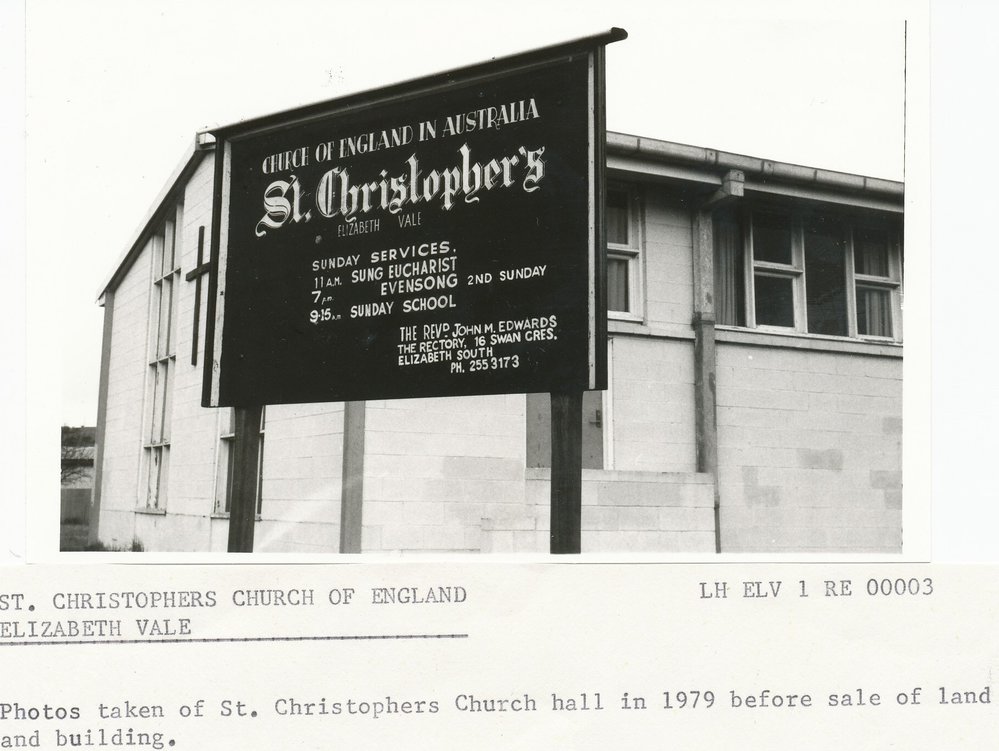 CHURCH OF ENGLAND IN AUSTRALIA
St. Christopher's
ELIZABETH VALE
SUNDAY SERVICES.
11 A.M. SUNG EUCHARIST
7 P.M. EVENSONG 2ND SUNDAY
9.15 A.M SUNDAY SCHOOL
THE REVD. JOHN M. EDWARDS
THE RECTORY, 16 SWAN CRES.
ELIZABETH SOUTH
PH. 255 3173
ST. CHRISTOPHERS CHURCH OF ENGLAND
LH ELV 1 RE 00003
ELIZABETH VALE
Photos taken of St. Christophers Church hall in 1979 before sale of land
and building.